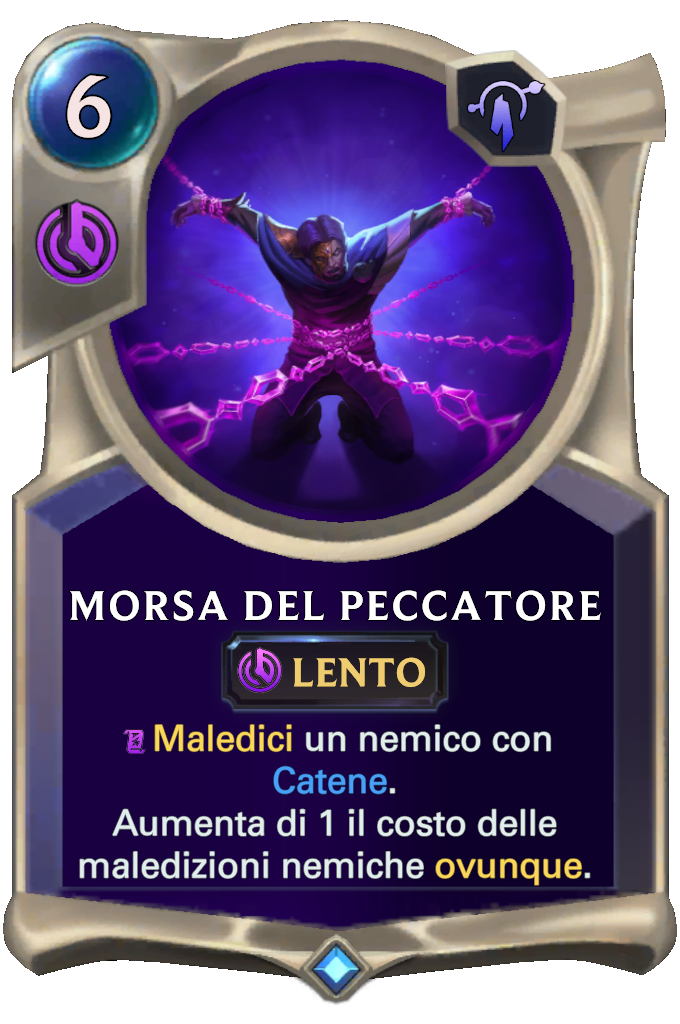 6
MORSA DEL PECCATORE
LENTO
Maledici un nemico con
Catene.
Aumenta di 1 il costo delle
maledizioni nemiche ovunque.